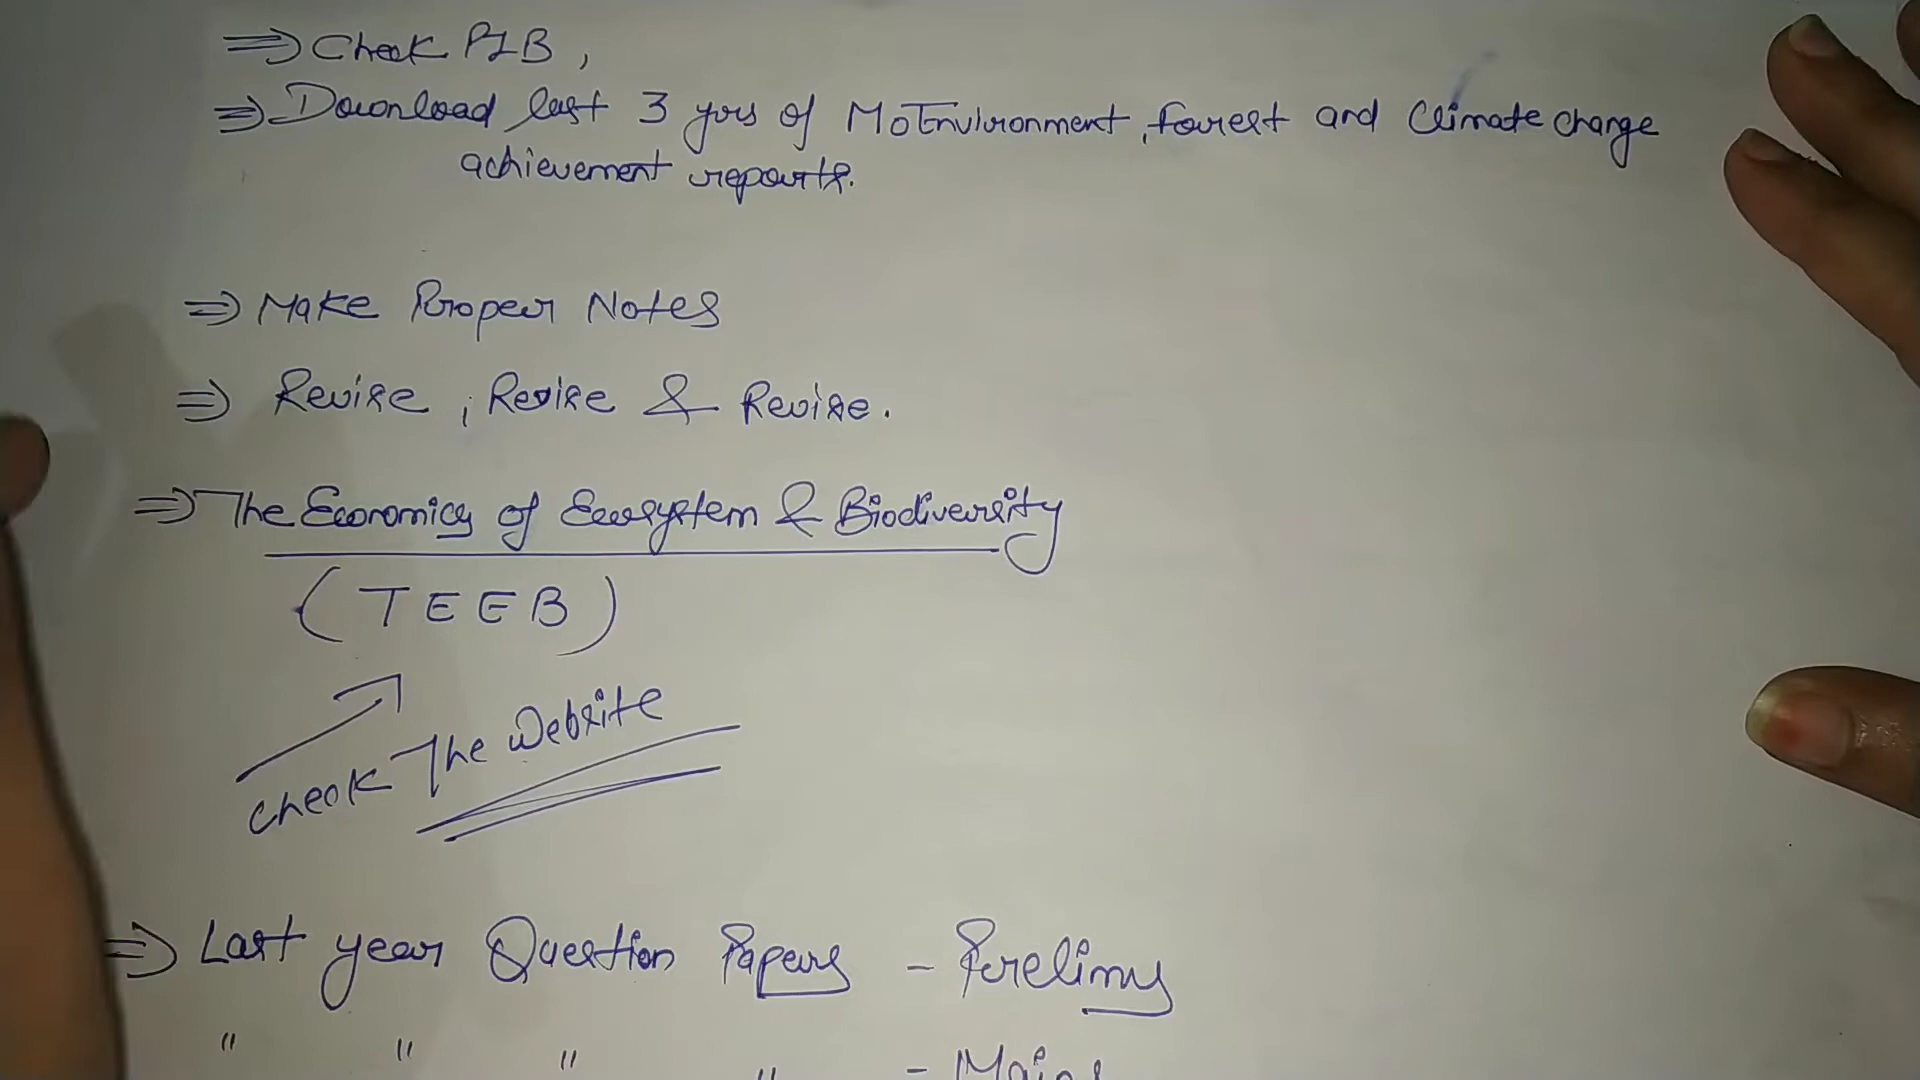 ⇒ Check PIB,
⇒ Download last 3 yrs of MoEnvironment, forest and Climate change
achievement reports.
⇒ Make Proper Notes
⇒ Revise, Revise & Revise.
⇒ The Economics of Ecosystem & Biodiversity
(TEEB)
check The Website
⇒ Last year Question Papers - Prelims
" " " " - Mains